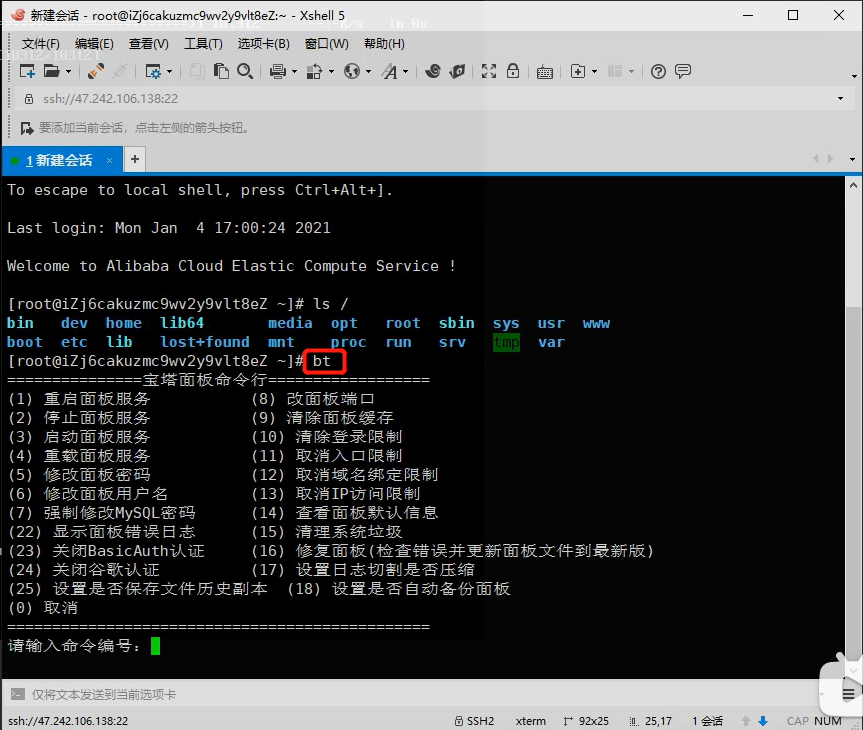 新建会话 - root@iZj6cakuzmc9wv2y9vlt8eZ:~ - Xshell 5
文件(F) 编辑(E) 查看(V) 工具(T) 选项卡(B) 窗口(W) 帮助(H)
ssh://47.242.106.138:22
要添加当前会话，点击左侧的箭头按钮。
1 新建会话 × +
To escape to local shell, press Ctrl+Alt+].
Last login: Mon Jan  4 17:00:24 2021
Welcome to Alibaba Cloud Elastic Compute Service !
[root@iZj6cakuzmc9wv2y9vlt8eZ ~]# ls /
bin dev home lib64 media opt root sbin sys usr www
boot etc lib lost+found mnt proc run srv tmp var
[root@iZj6cakuzmc9wv2y9vlt8eZ ~]# bt
===============宝塔面板命令行==================
(1) 重启面板服务 (8) 改面板端口
(2) 停止面板服务 (9) 清除面板缓存
(3) 启动面板服务 (10) 清除登录限制
(4) 重载面板服务 (11) 取消入口限制
(5) 修改面板密码 (12) 取消域名绑定限制
(6) 修改面板用户名 (13) 取消IP访问限制
(7) 强制修改MySQL密码 (14) 查看面板默认信息
(22) 显示面板错误日志 (15) 清理系统垃圾
(23) 关闭BasicAuth认证 (16) 修复面板(检查错误并更新面板文件到最新版)
(24) 关闭谷歌认证 (17) 设置日志切割是否压缩
(25) 设置是否保存文件历史副本 (18) 设置是否自动备份面板
(0) 取消
===============================================
请输入命令编号：
仅将文本发送到当前选项卡
ssh://47.242.106.138:22 SSH2 xterm 92x25 25,17 1 会话 CAP NUM